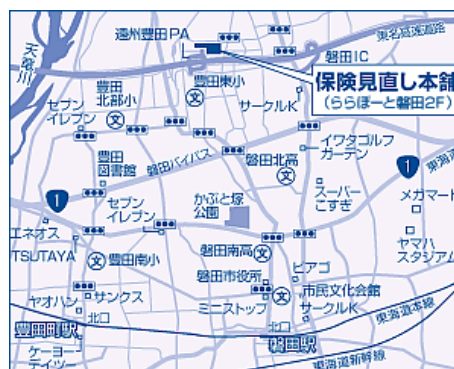 遠州豊田PA
東名高速道路
磐田IC
天竜川
保険見直し本舗
(ららぽーと磐田2F)
豊田東小
文
サークルK
豊田
北部小
文
セブン
イレブン
イワタゴルフ
ガーデン
磐田バイパス
磐田北高
文
豊田
図書館
1
東海
スーパー
こすぎ
メガマート
かぶと塚
公園
1
セブン
イレブン
エネオス
TSUTAYA
文
豊田南小
磐田南高
文
ヤマハ
スタジアム
磐田市役所
ピアゴ
ヤオハン
サンクス
ミニストップ
文
市民文化会館
サークルK
北口
北口
東海道本線
豊田町駅
磐田駅
ケーヨー
デイツー
東海道新幹線